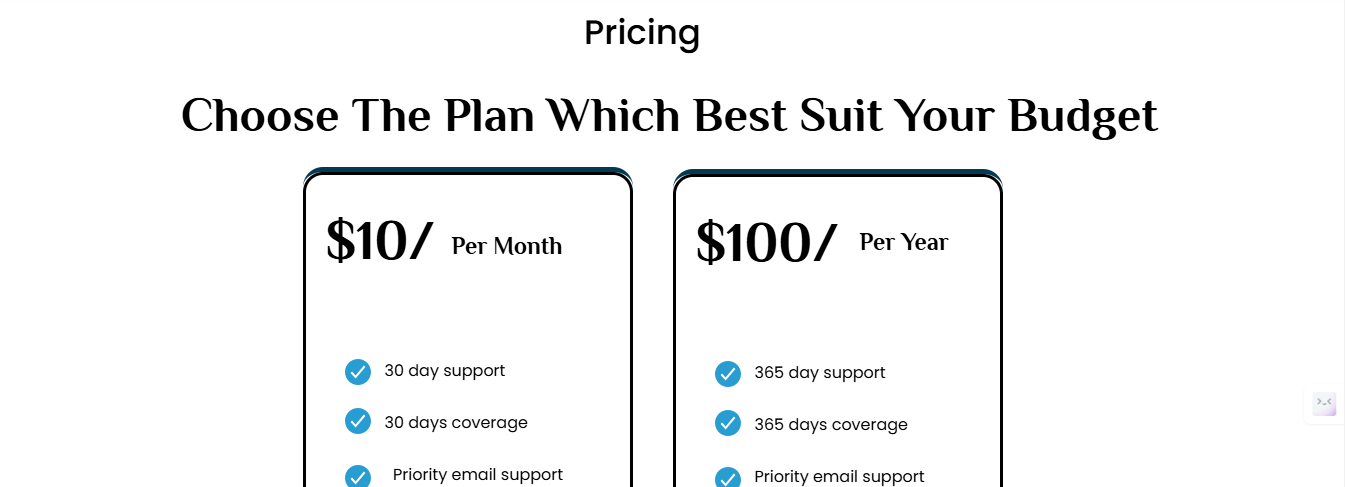 Pricing
Choose The Plan Which Best Suit Your Budget
$10/ Per Month
30 day support
30 days coverage
Priority email support
$100/ Per Year
365 day support
365 days coverage
Priority email support